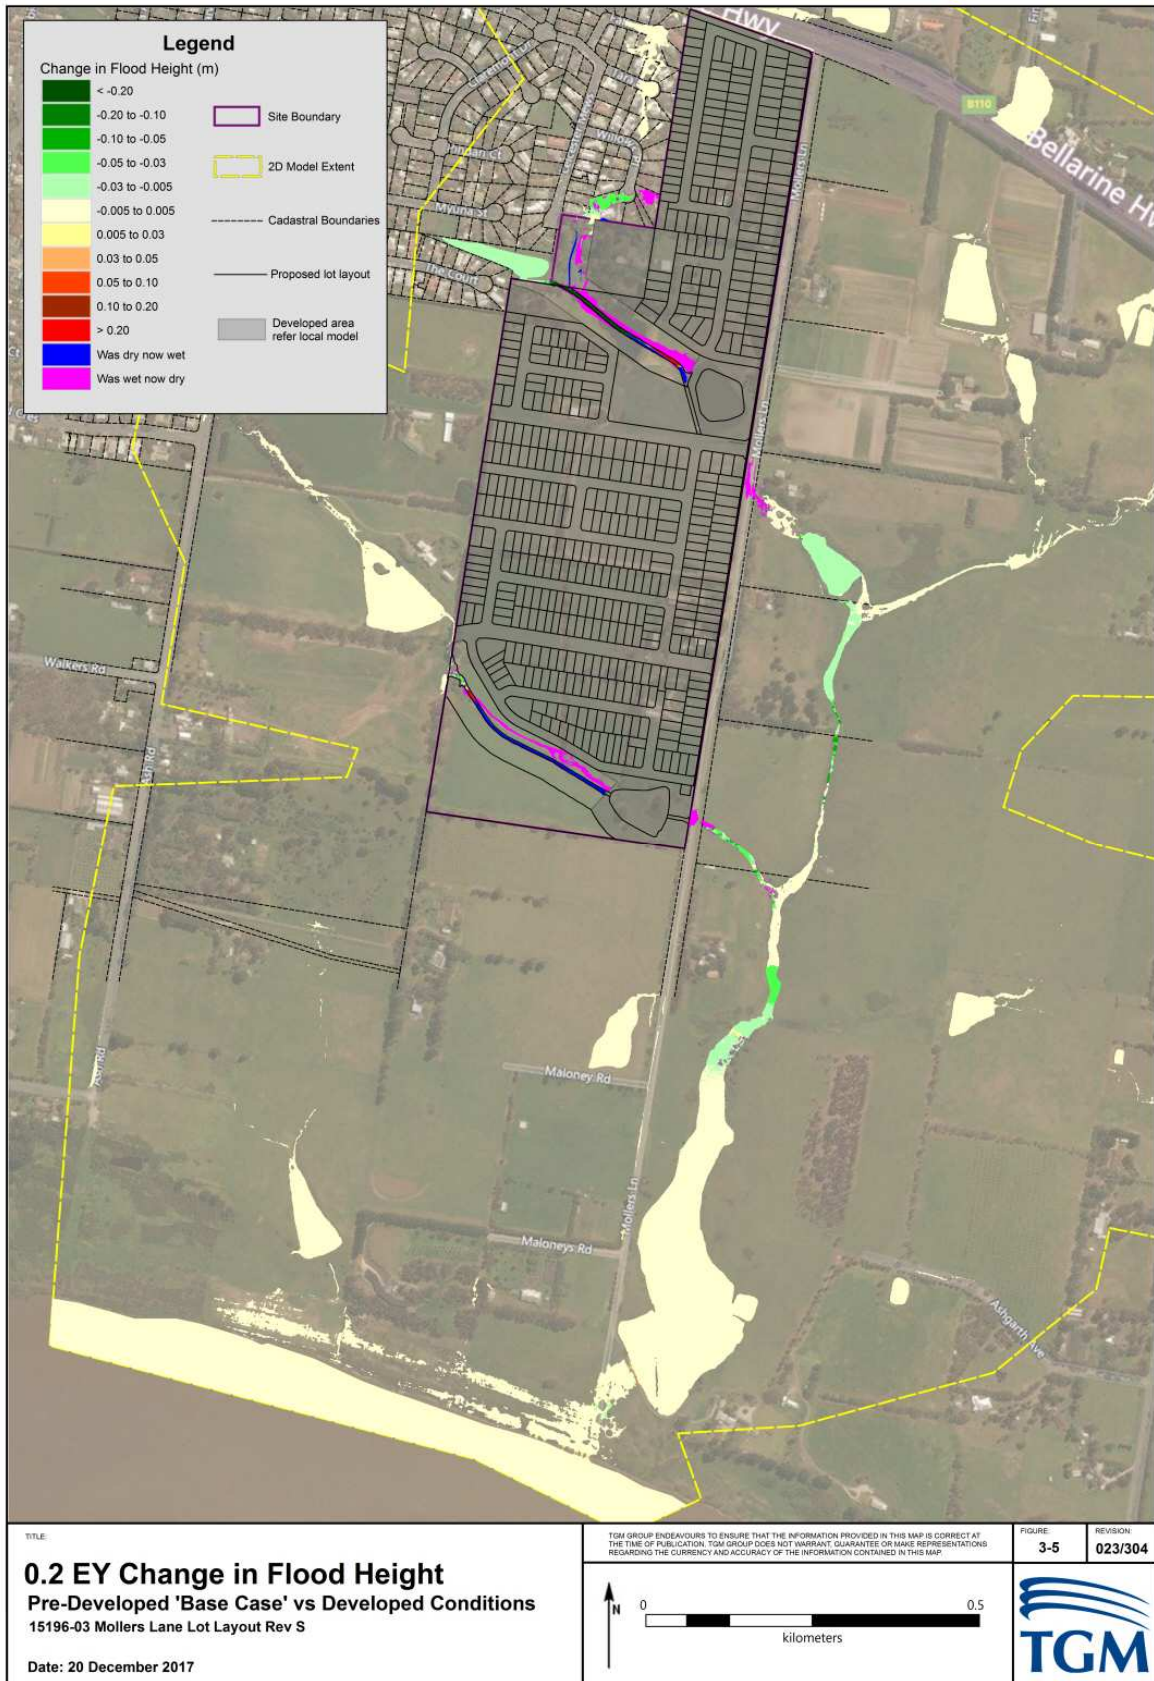 Legend
Change in Flood Height (m)
< -0.20
-0.20 to -0.10
-0.10 to -0.05
-0.05 to -0.03
-0.03 to -0.005
-0.005 to 0.005
0.005 to 0.03
0.03 to 0.05
0.05 to 0.10
0.10 to 0.20
> 0.20
Was dry now wet
Was wet now dry
Site Boundary
2D Model Extent
Cadastral Boundaries
Proposed lot layout
Developed area
refer local model
Hwy
B110
Bellarine Hw
Myuna St
The Court
Mollers Ln
Mollers Ln
Walkers Rd
Ash Rd
Ash Rd
Maloney Rd
Mollers Ln
Maloneys Rd
Ashgarth Ave
TITLE:
0.2 EY Change in Flood Height
Pre-Developed 'Base Case' vs Developed Conditions
15196-03 Mollers Lane Lot Layout Rev S
Date: 20 December 2017
TGM GROUP ENDEAVOURS TO ENSURE THAT THE INFORMATION PROVIDED IN THIS MAP IS CORRECT AT
THE TIME OF PUBLICATION. TGM GROUP DOES NOT WARRANT, GUARANTEE OR MAKE REPRESENTATIONS
REGARDING THE CURRENCY AND ACCURACY OF THE INFORMATION CONTAINED IN THIS MAP.
N
0 0.5
kilometers
FIGURE:
3-5
REVISION:
023/304
TGM